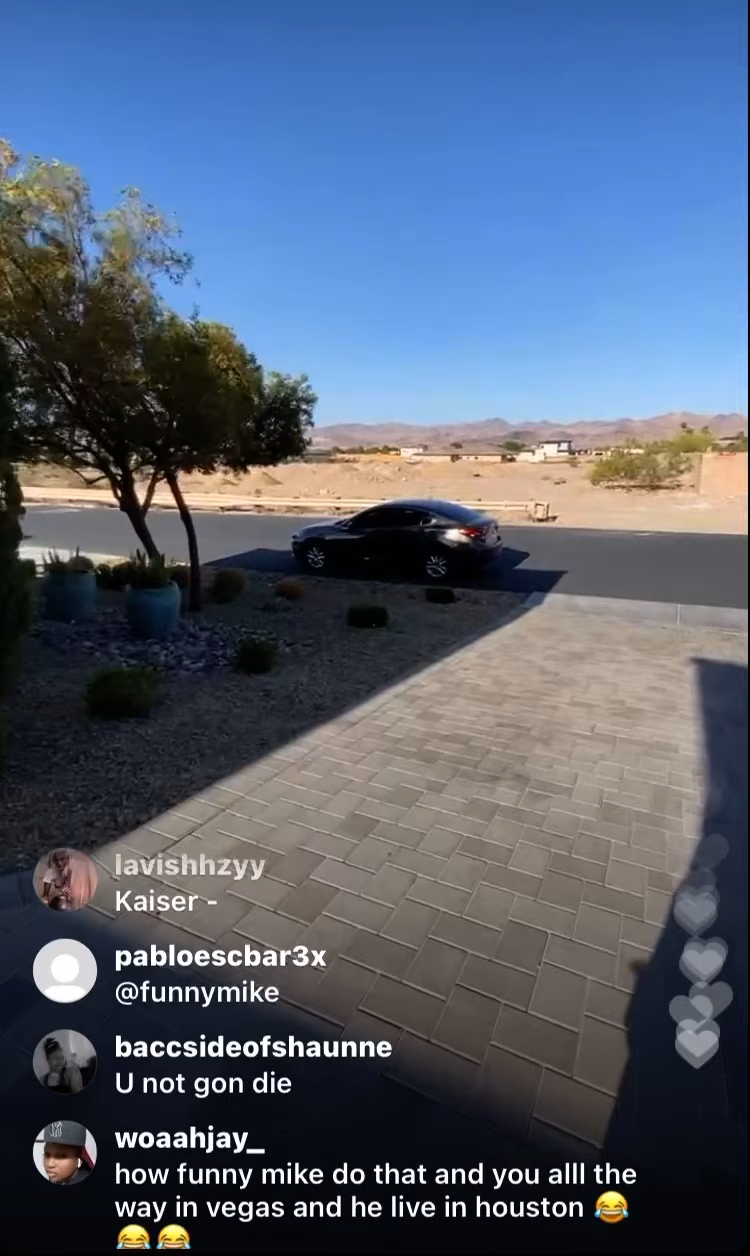 lavishhzyy
Kaiser -
pabloescbar3x
@funnymike
baccsideofshaunne
U not gon die
woaahjay_
how funny mike do that and you alll the
way in vegas and he live in houston 😂
😂😂